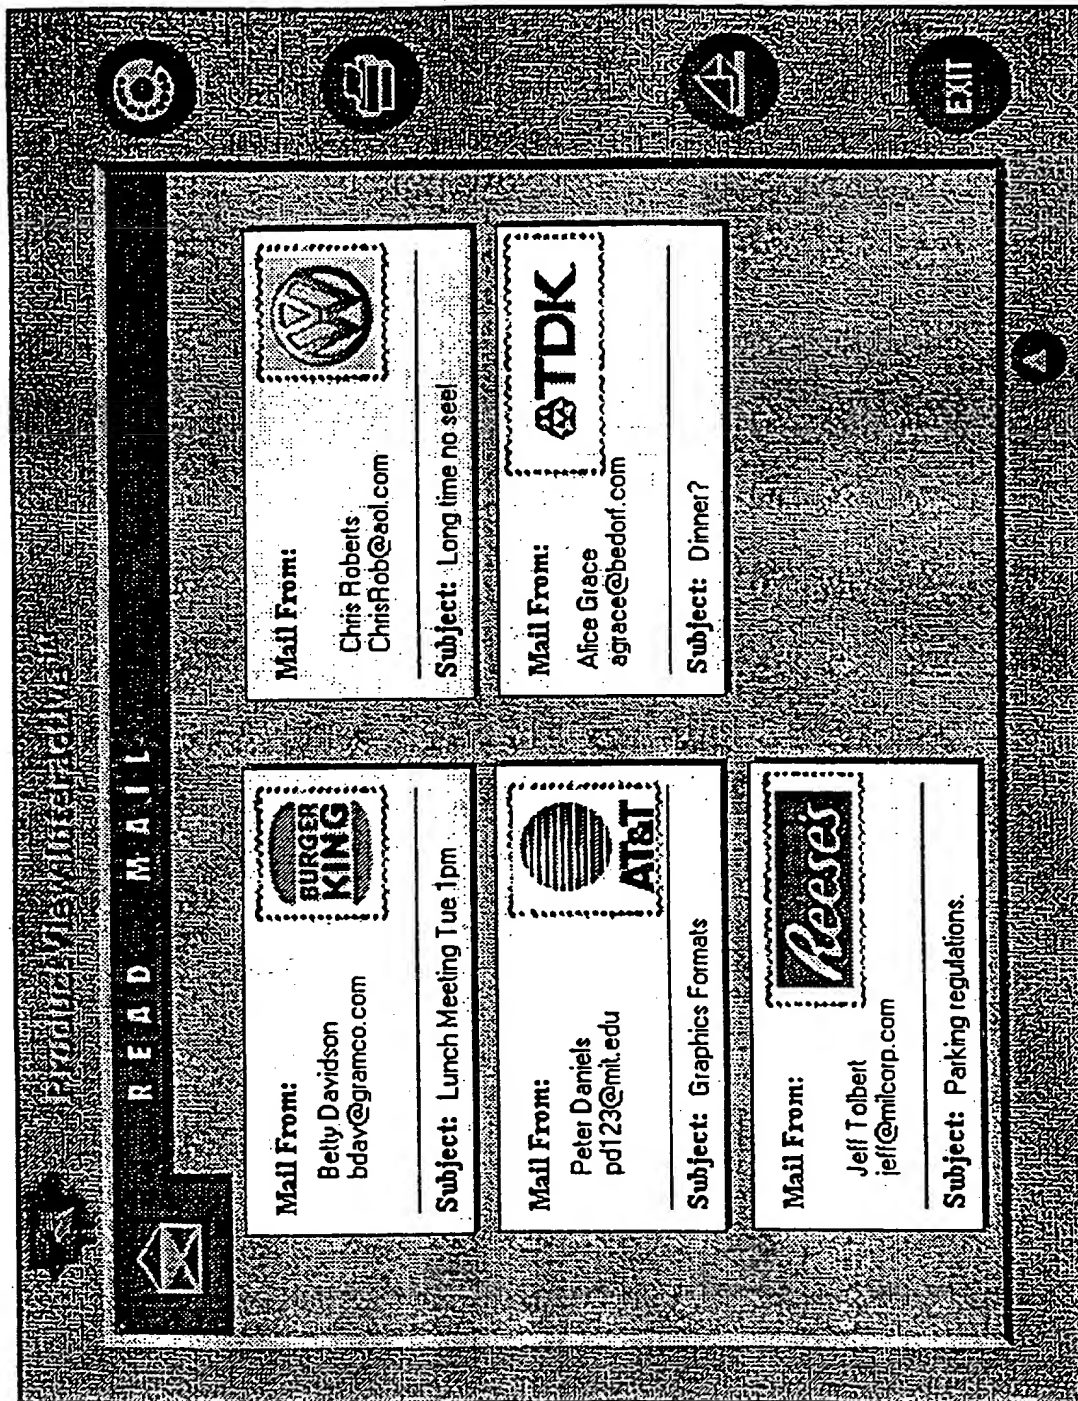 ProductViewInteractive
READ MAIL
Mail From:
BURGER
KING
Betty Davidson
bdav@gramco.com
Subject: Lunch Meeting Tue 1pm
Mail From:
Chris Roberts
ChrisRob@aol.com
Subject: Long time no see!
Mail From:
AT&T
Peter Daniels
pd123@mit.edu
Subject: Graphics Formats
Mail From:
TDK
Alice Grace
agrace@bedorf.com
Subject: Dinner?
Mail From:
Reese's
Jeff Tolbert
jeff@milcorp.com
Subject: Parking regulations.
EXIT